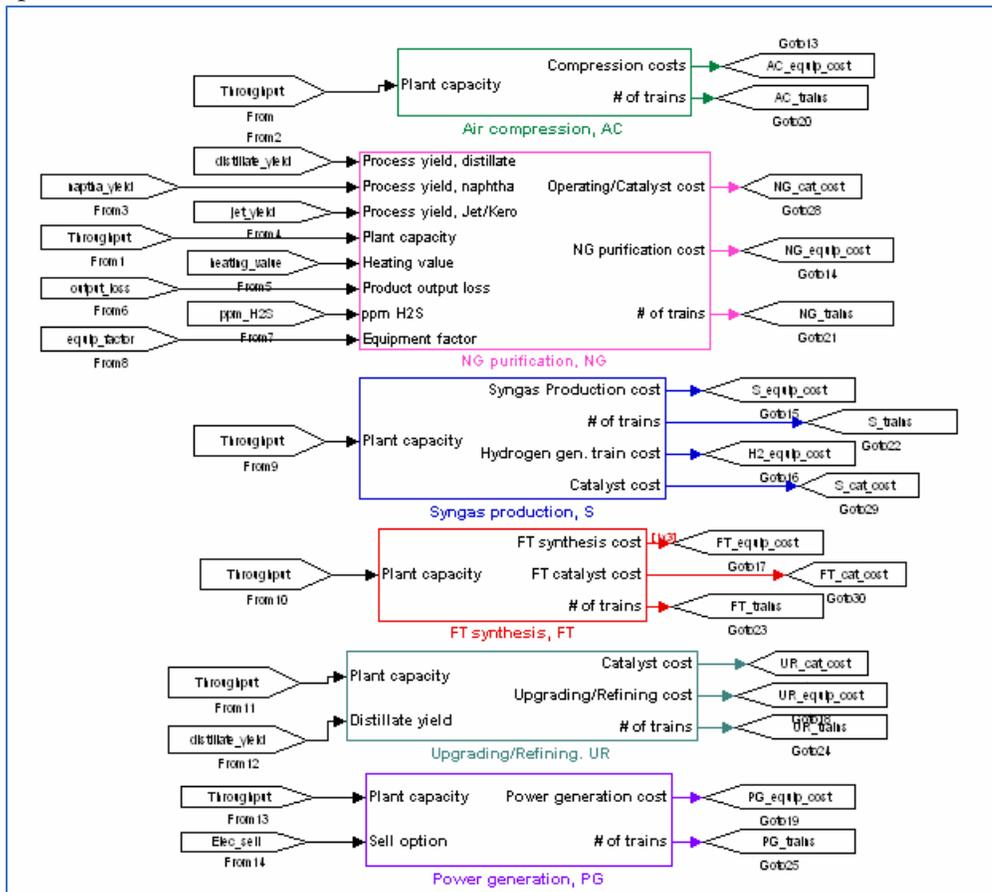 Goto13
Throughput
From
Plant capacity
Compression costs
AC_equip_cost
# of trains
AC_trains
Goto20
Air compression, AC
From2
distillate_yield
Process yield, distillate
naptha_yield
From3
Process yield, naphtha
Operating/Catalyst cost
NG_cat_cost
Goto28
jet_yield
From4
Process yield, Jet/Kero
Throughput
From1
Plant capacity
NG purification cost
NG_equip_cost
Goto14
heating_value
From5
Heating value
output_loss
From6
Product output loss
ppm_H2S
From7
ppm H2S
# of trains
NG_trains
Goto21
equip_factor
From8
Equipment factor
NG purification, NG
Syngas Production cost
S_equip_cost
Goto15
# of trains
S_trains
Goto22
Throughput
From9
Plant capacity
Hydrogen gen. train cost
H2_equip_cost
Goto16
Catalyst cost
S_cat_cost
Goto29
Syngas production, S
FT synthesis cost
[1x3]
FT_equip_cost
Goto17
Throughput
From10
Plant capacity
FT catalyst cost
FT_cat_cost
Goto30
# of trains
FT_trains
Goto23
FT synthesis, FT
Catalyst cost
UR_cat_cost
Throughput
From11
Plant capacity
Upgrading/Refining cost
UR_equip_cost
Goto18
distillate_yield
From12
Distillate yield
# of trains
UR_trains
Goto24
Upgrading/Refining. UR
Throughput
From13
Plant capacity
Power generation cost
PG_equip_cost
Goto19
Elec_sell
From14
Sell option
# of trains
PG_trains
Goto25
Power generation, PG